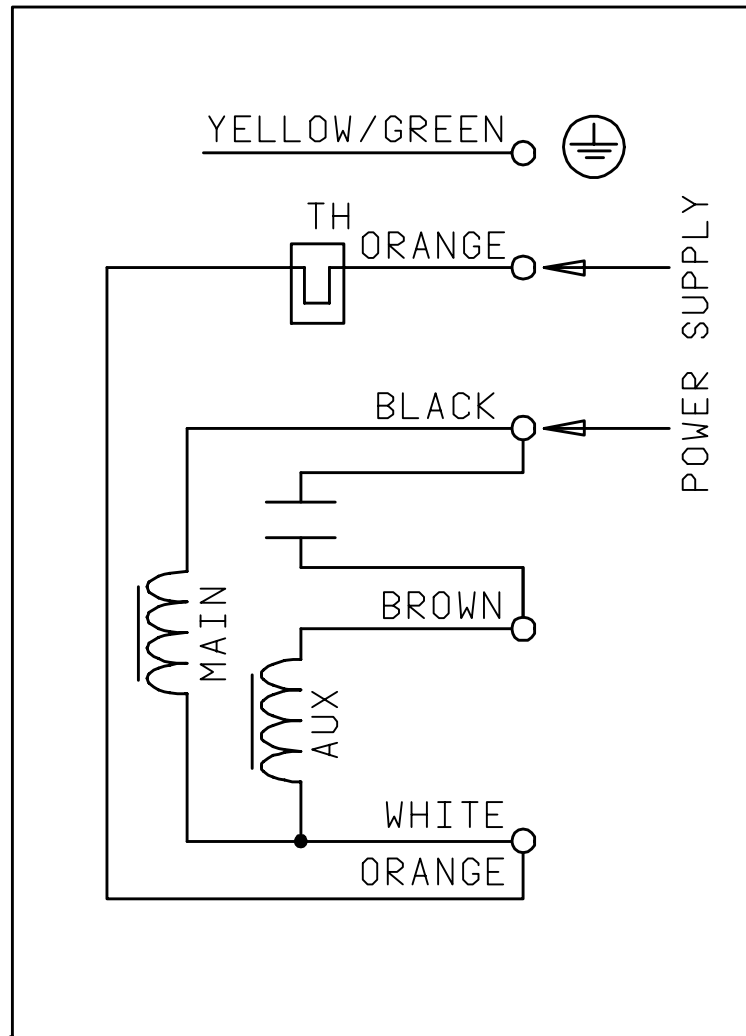 YELLOW/GREEN
TH
ORANGE
POWER SUPPLY
BLACK
BROWN
MAIN
AUX
WHITE
ORANGE